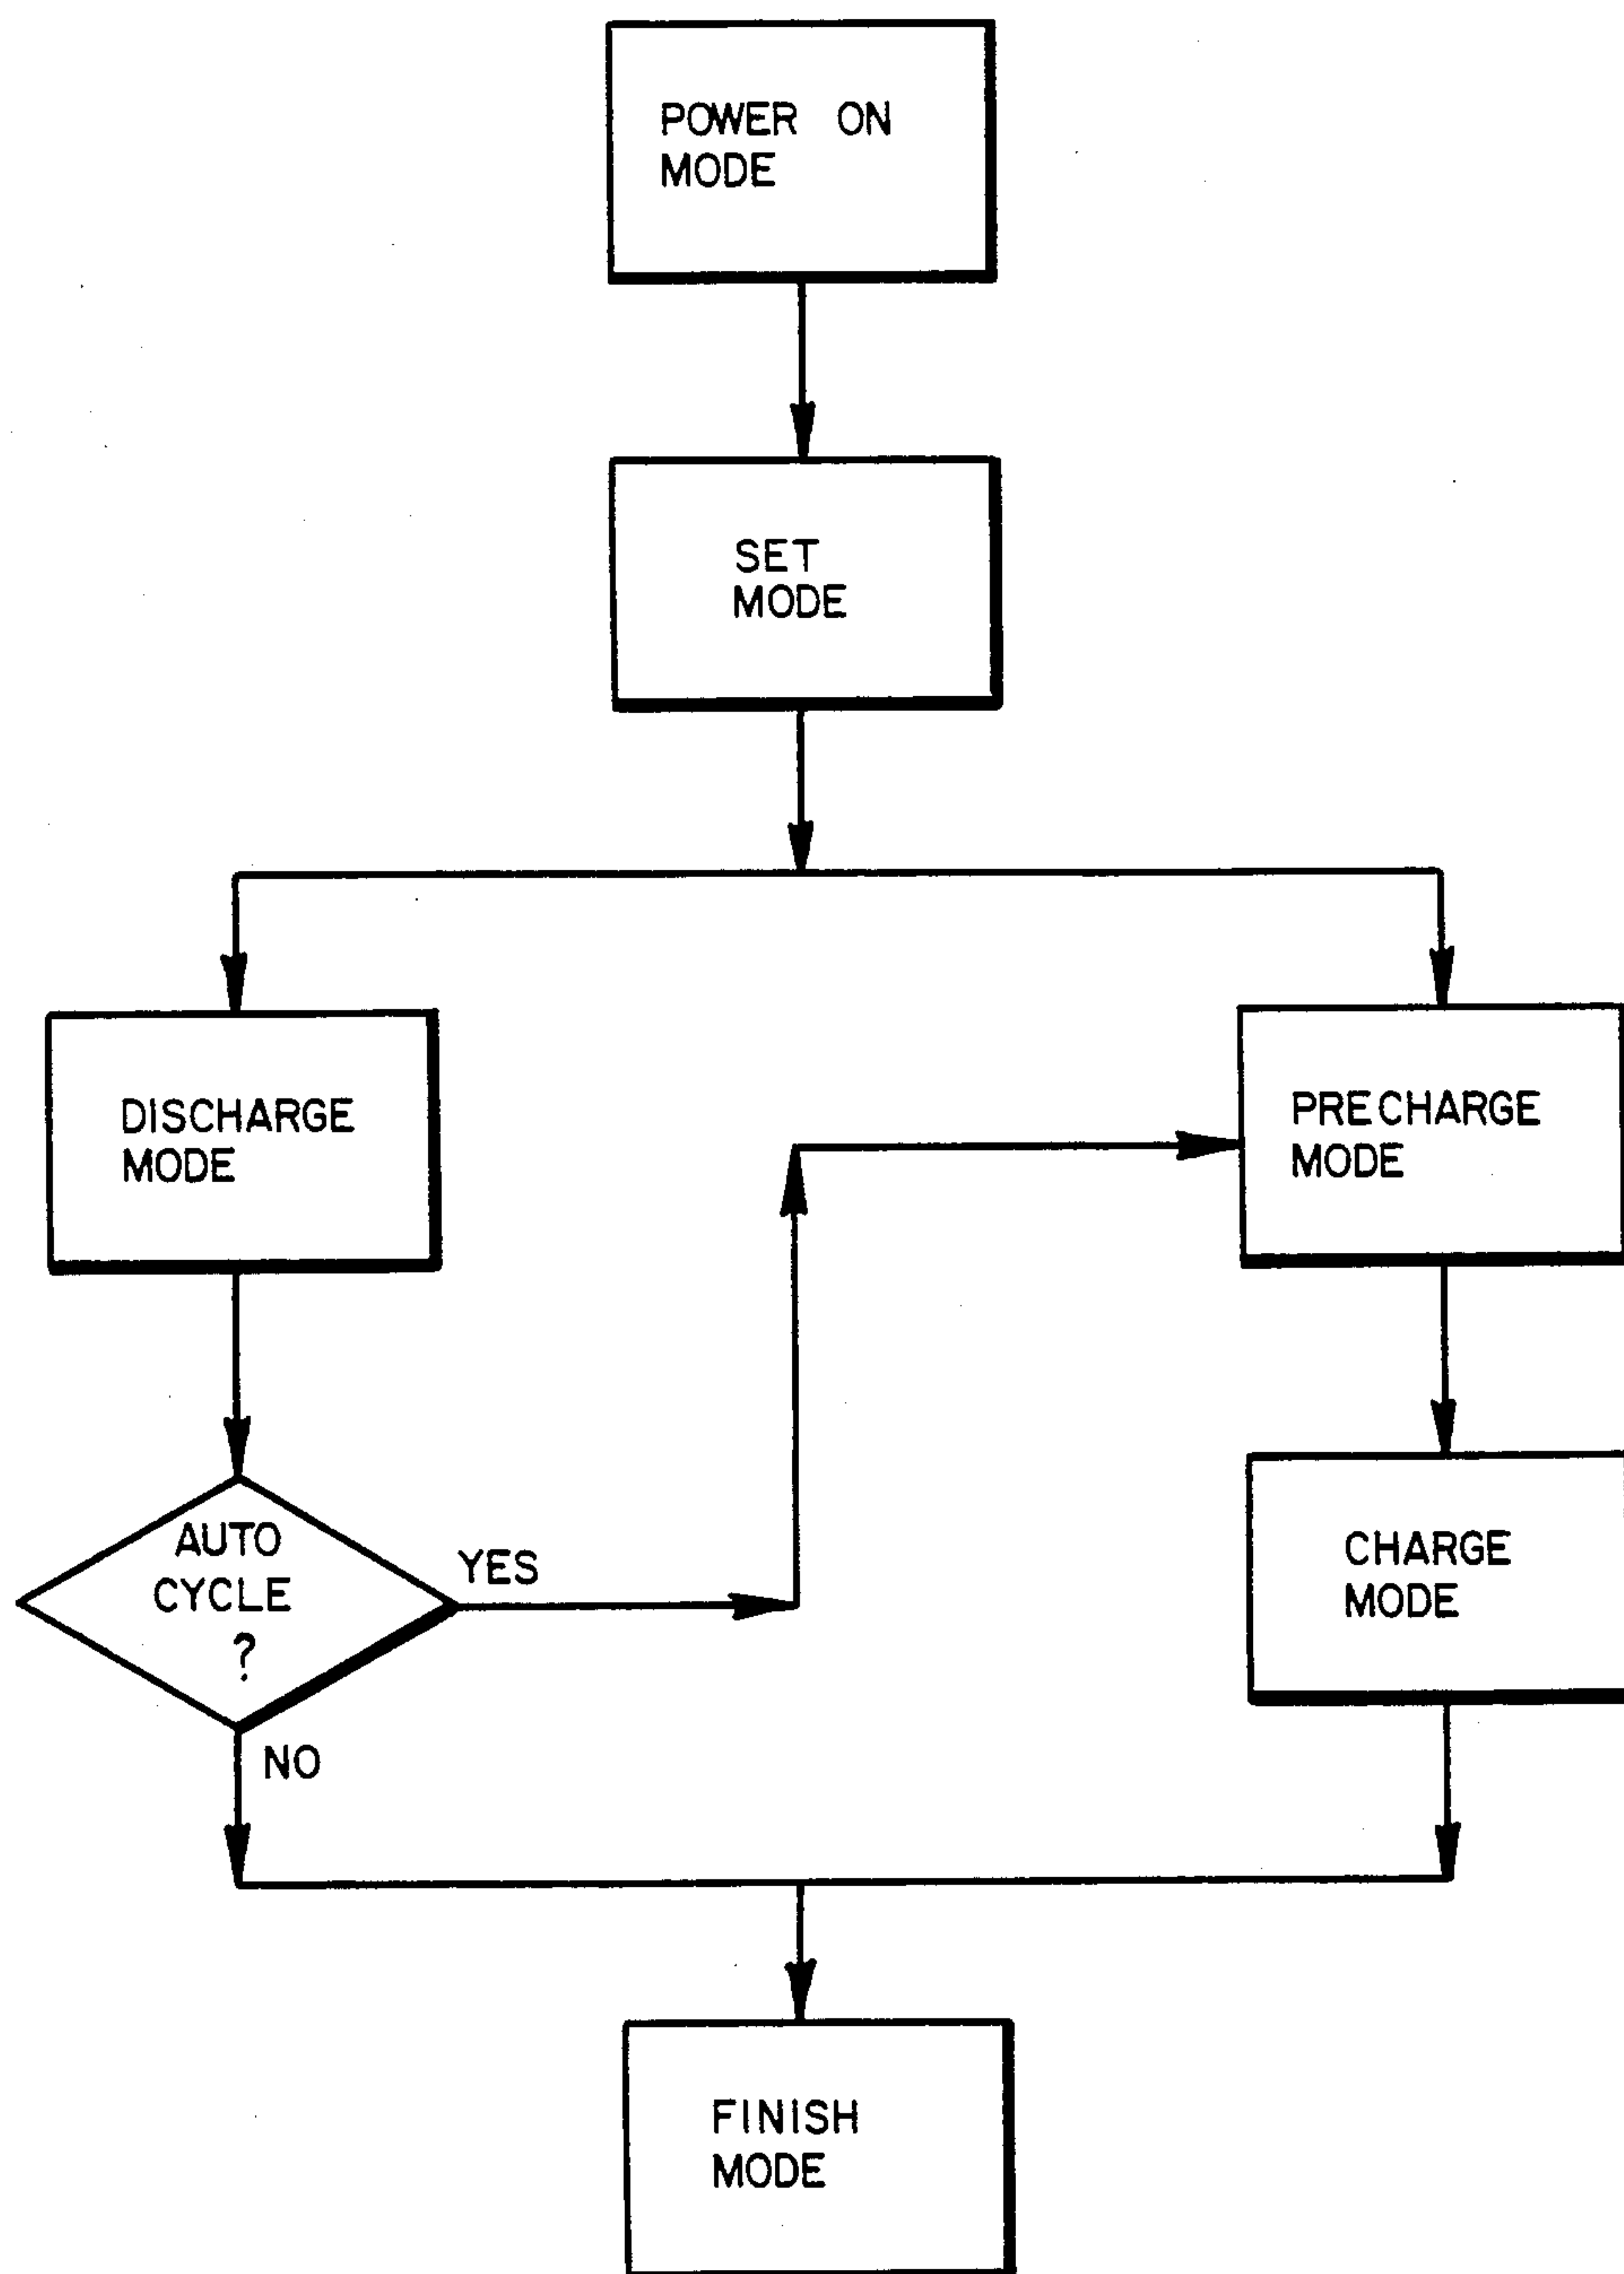 POWER ON
MODE
SET
MODE
DISCHARGE
MODE
PRECHARGE
MODE
AUTO
CYCLE
?
YES
NO
CHARGE
MODE
FINISH
MODE